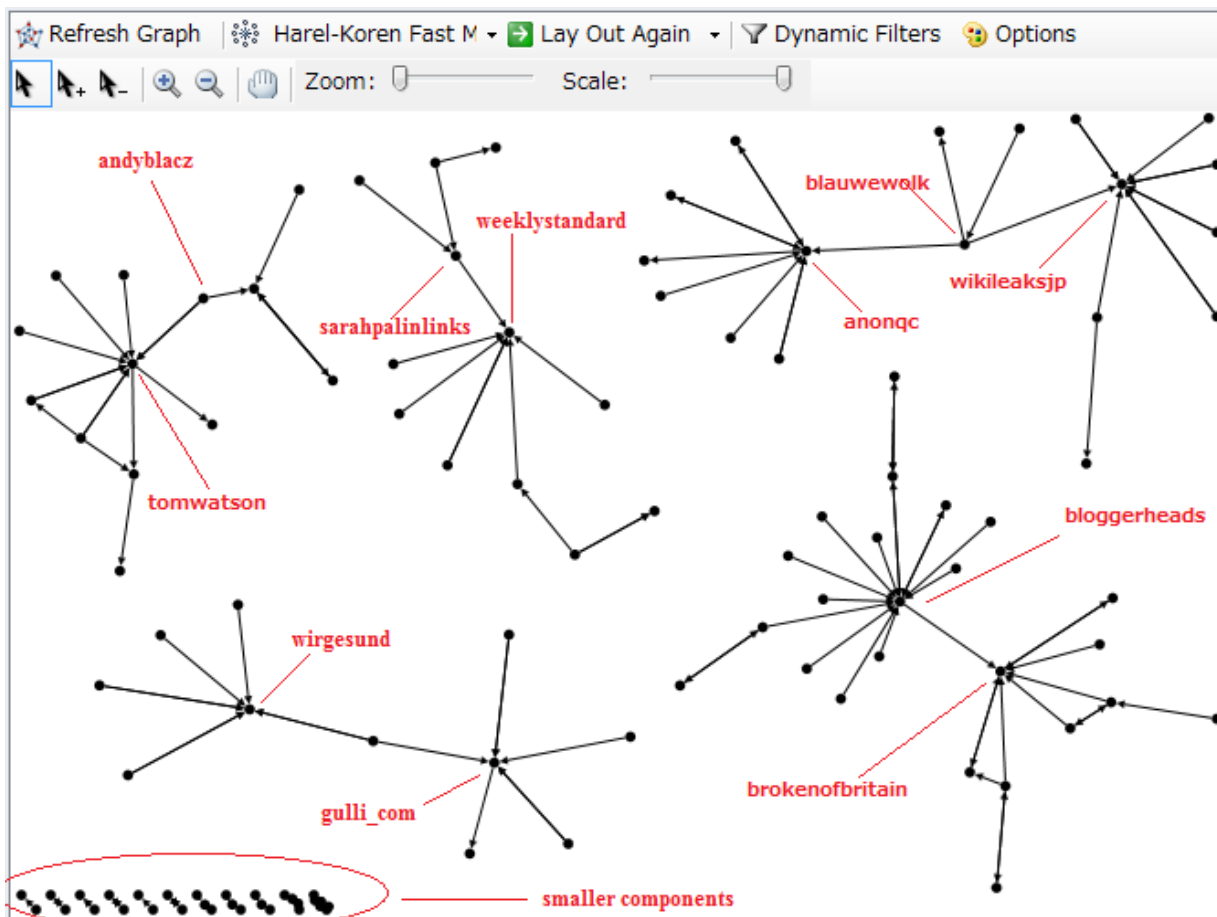 Refresh Graph Harel-Koren Fast M Lay Out Again Dynamic Filters Options
Zoom: Scale:
andyblacz
weeklystandard
blauwewolk
sarahpalinlinks
wikileaksjp
anonqc
tomwatson
bloggerheads
wirgesund
gulli_com
brokenofbritain
smaller components